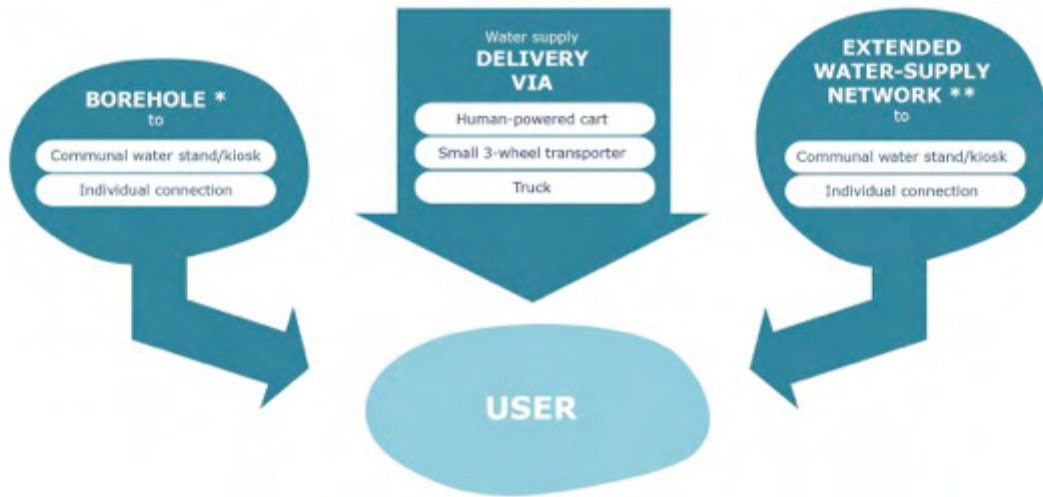 BOREHOLE *
to
Communal water stand/kiosk
Individual connection
Water supply
DELIVERY
VIA
Human-powered cart
Small 3-wheel transporter
Truck
EXTENDED
WATER-SUPPLY
NETWORK **
to
Communal water stand/kiosk
Individual connection
USER